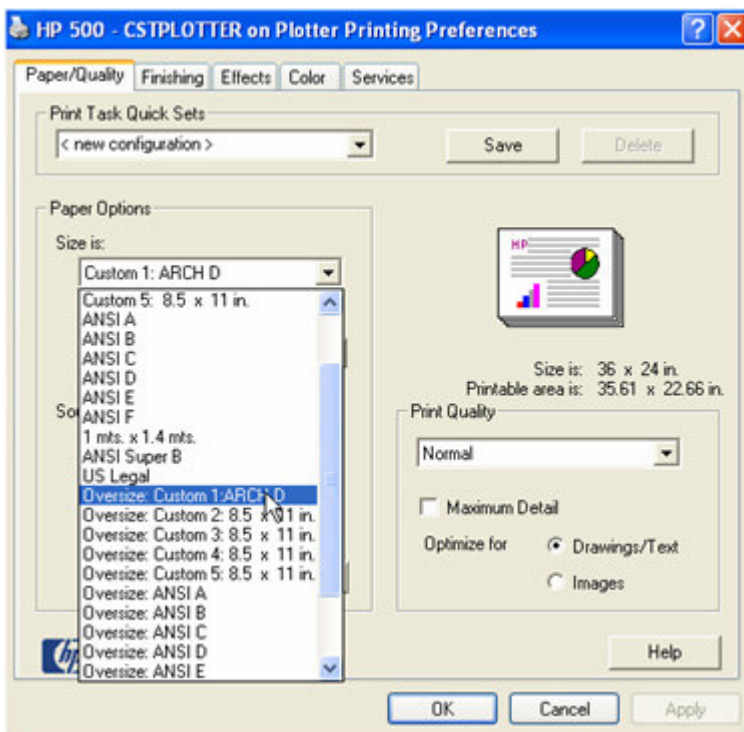 HP 500 - CSTPLOTTER on Plotter Printing Preferences
Paper/Quality Finishing Effects Color Services
Print Task Quick Sets
< new configuration >
Save
Delete
Paper Options
Size is:
Custom 1: ARCH D
Custom 5: 8.5 x 11 in.
ANSI A
ANSI B
ANSI C
ANSI D
ANSI E
ANSI F
1 mts. x 1.4 mts.
ANSI Super B
US Legal
Oversize: Custom 1:ARCH D
Oversize: Custom 2: 8.5 x 11 in.
Oversize: Custom 3: 8.5 x 11 in.
Oversize: Custom 4: 8.5 x 11 in.
Oversize: Custom 5: 8.5 x 11 in.
Oversize: ANSI A
Oversize: ANSI B
Oversize: ANSI C
Oversize: ANSI D
Oversize: ANSI E
HP
Size is: 36 x 24 in.
Printable area is: 35.61 x 22.66 in.
Print Quality
Normal
Maximum Detail
Optimize for
Drawings/Text
Images
hp
Help
OK
Cancel
Apply